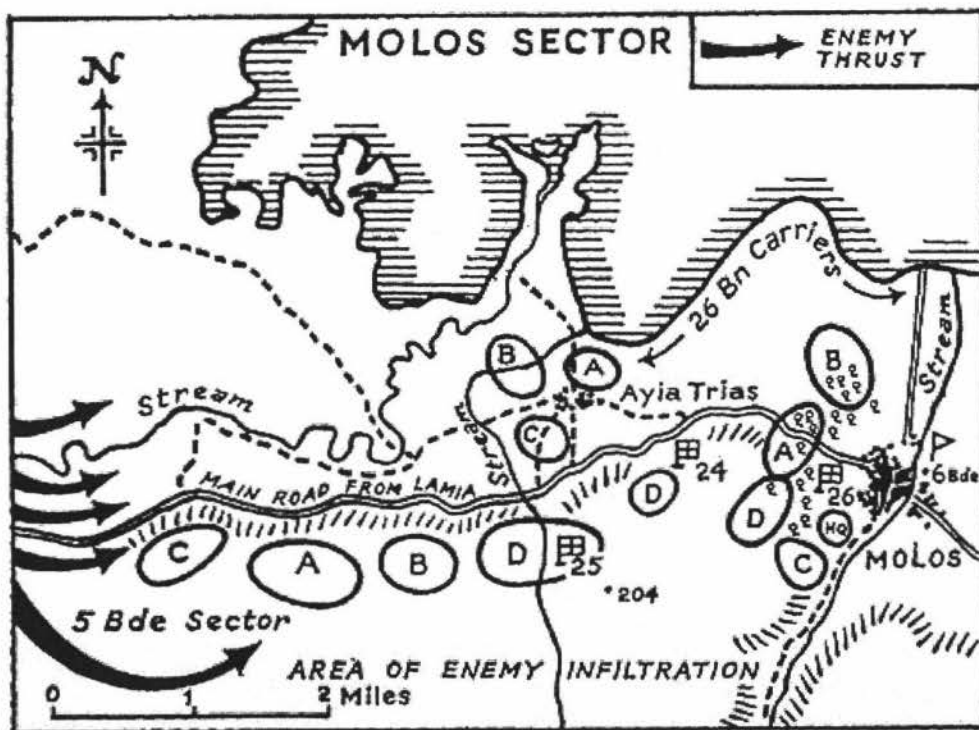 MOLOS SECTOR
ENEMY
THRUST
N
26 Bn Carriers
B
A
B
Stream
Ayia Trias
Stream
C
Stream
A
24
26
6 Bde
MAIN ROAD FROM LAMIA
D
D
HQ
MOLOS
C
A
B
D
25
C
204
5 Bde Sector
AREA OF ENEMY INFILTRATION
0 1 2 Miles